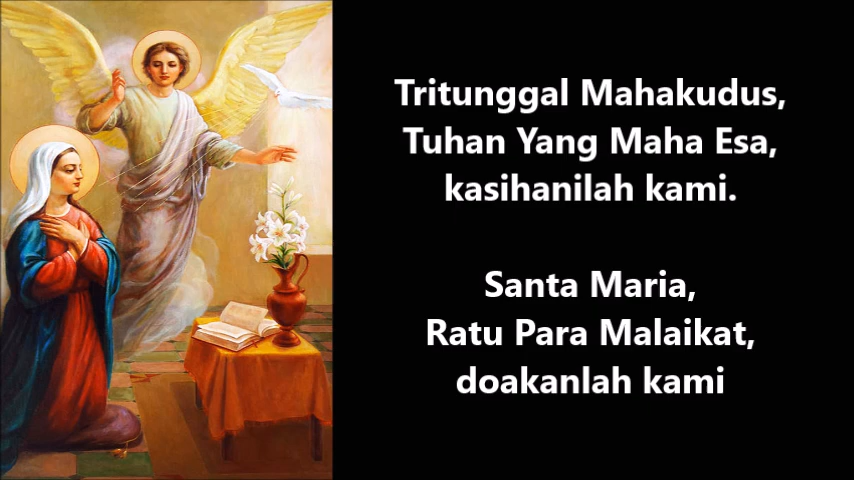 Tritunggal Mahakudus,
Tuhan Yang Maha Esa,
kasihanilah kami.
Santa Maria,
Ratu Para Malaikat,
doakanlah kami